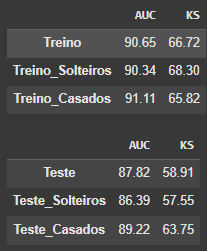 AUC KS
Treino 90.65 66.72
Treino_Solteiros 90.34 68.30
Treino_Casados 91.11 65.82
AUC KS
Teste 87.82 58.91
Teste_Solteiros 86.39 57.55
Teste_Casados 89.22 63.75